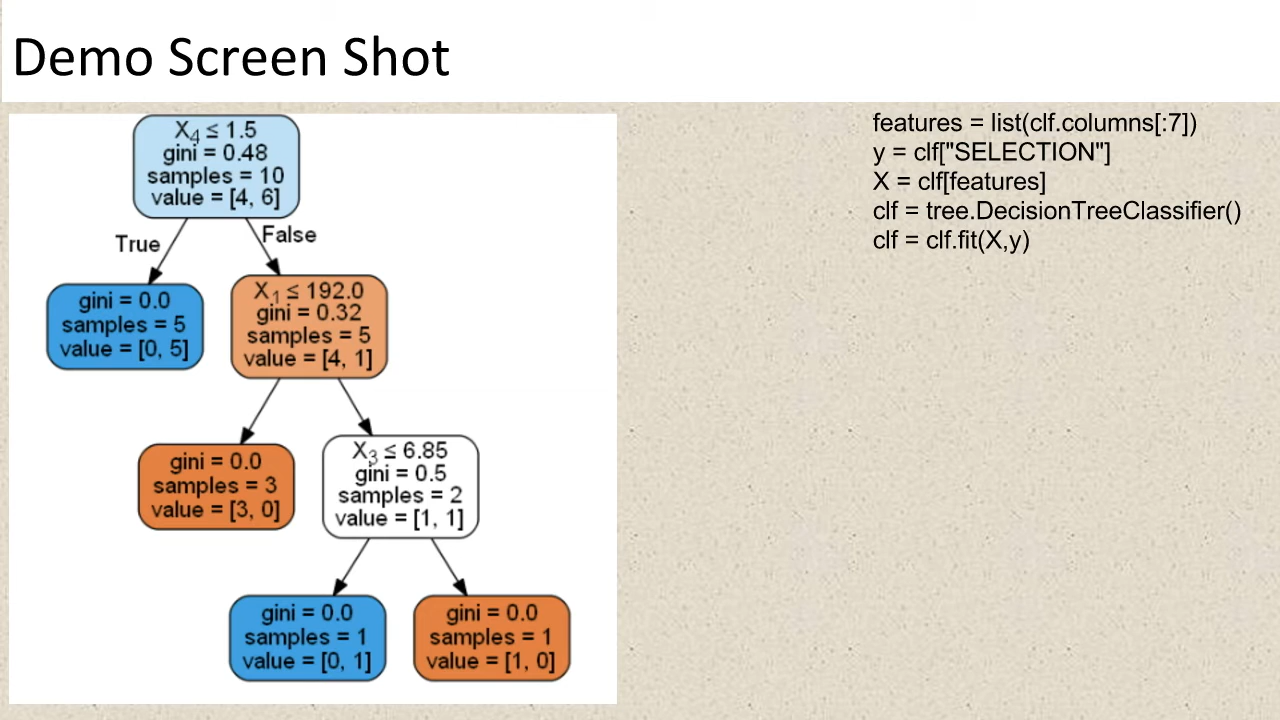 Demo Screen Shot
X4 ≤ 1.5
gini = 0.48
samples = 10
value = [4, 6]
True
False
gini = 0.0
samples = 5
value = [0, 5]
X1 ≤ 192.0
gini = 0.32
samples = 5
value = [4, 1]
gini = 0.0
samples = 3
value = [3, 0]
X3 ≤ 6.85
gini = 0.5
samples = 2
value = [1, 1]
gini = 0.0
samples = 1
value = [0, 1]
gini = 0.0
samples = 1
value = [1, 0]
features = list(clf.columns[:7])
y = clf["SELECTION"]
X = clf[features]
clf = tree.DecisionTreeClassifier()
clf = clf.fit(X,y)